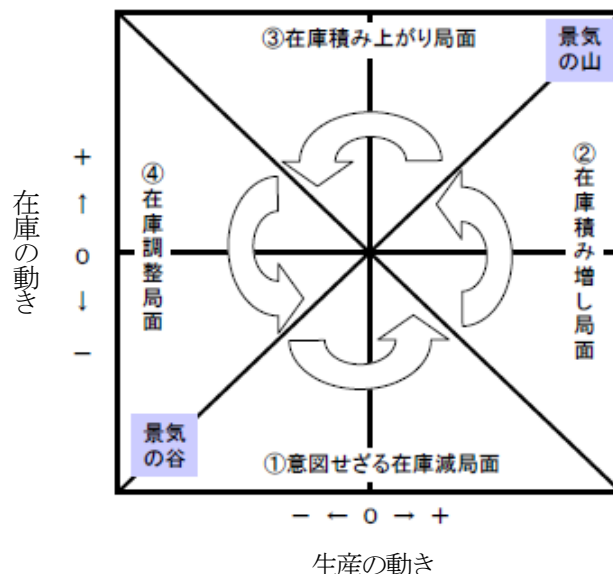 ③在庫積み上がり局面
景気
の山
＋
↑
０
↓
－
在庫の動き
④在庫調整局面
②在庫積み増し局面
景気
の谷
①意図せざる在庫減局面
－ ← ０ → ＋
生産の動き